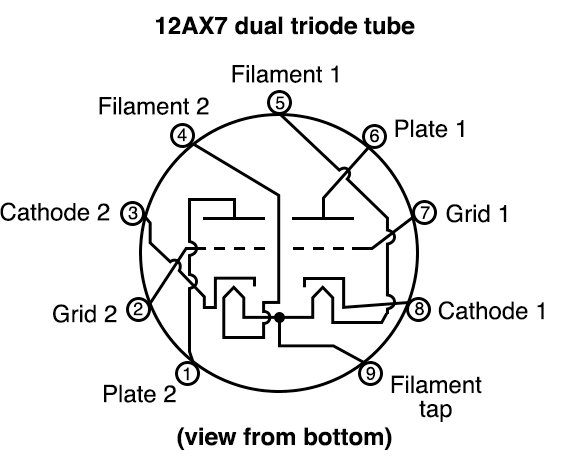 12AX7 dual triode tube
Filament 1
5
Filament 2
4
6
Plate 1
Cathode 2
3
7
Grid 1
Grid 2
2
8
Cathode 1
1
Plate 2
9
Filament
tap
(view from bottom)